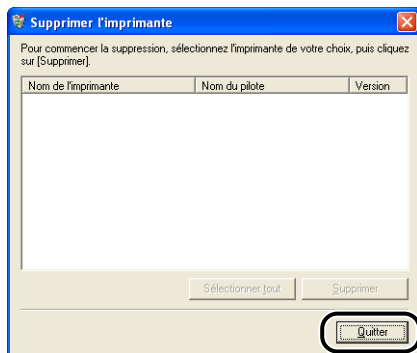 Supprimer l'imprimante
Pour commencer la suppression, sélectionnez l'imprimante de votre choix, puis cliquez
sur [Supprimer].
Nom de l'imprimante Nom du pilote Version
Sélectionner tout Supprimer
Quitter